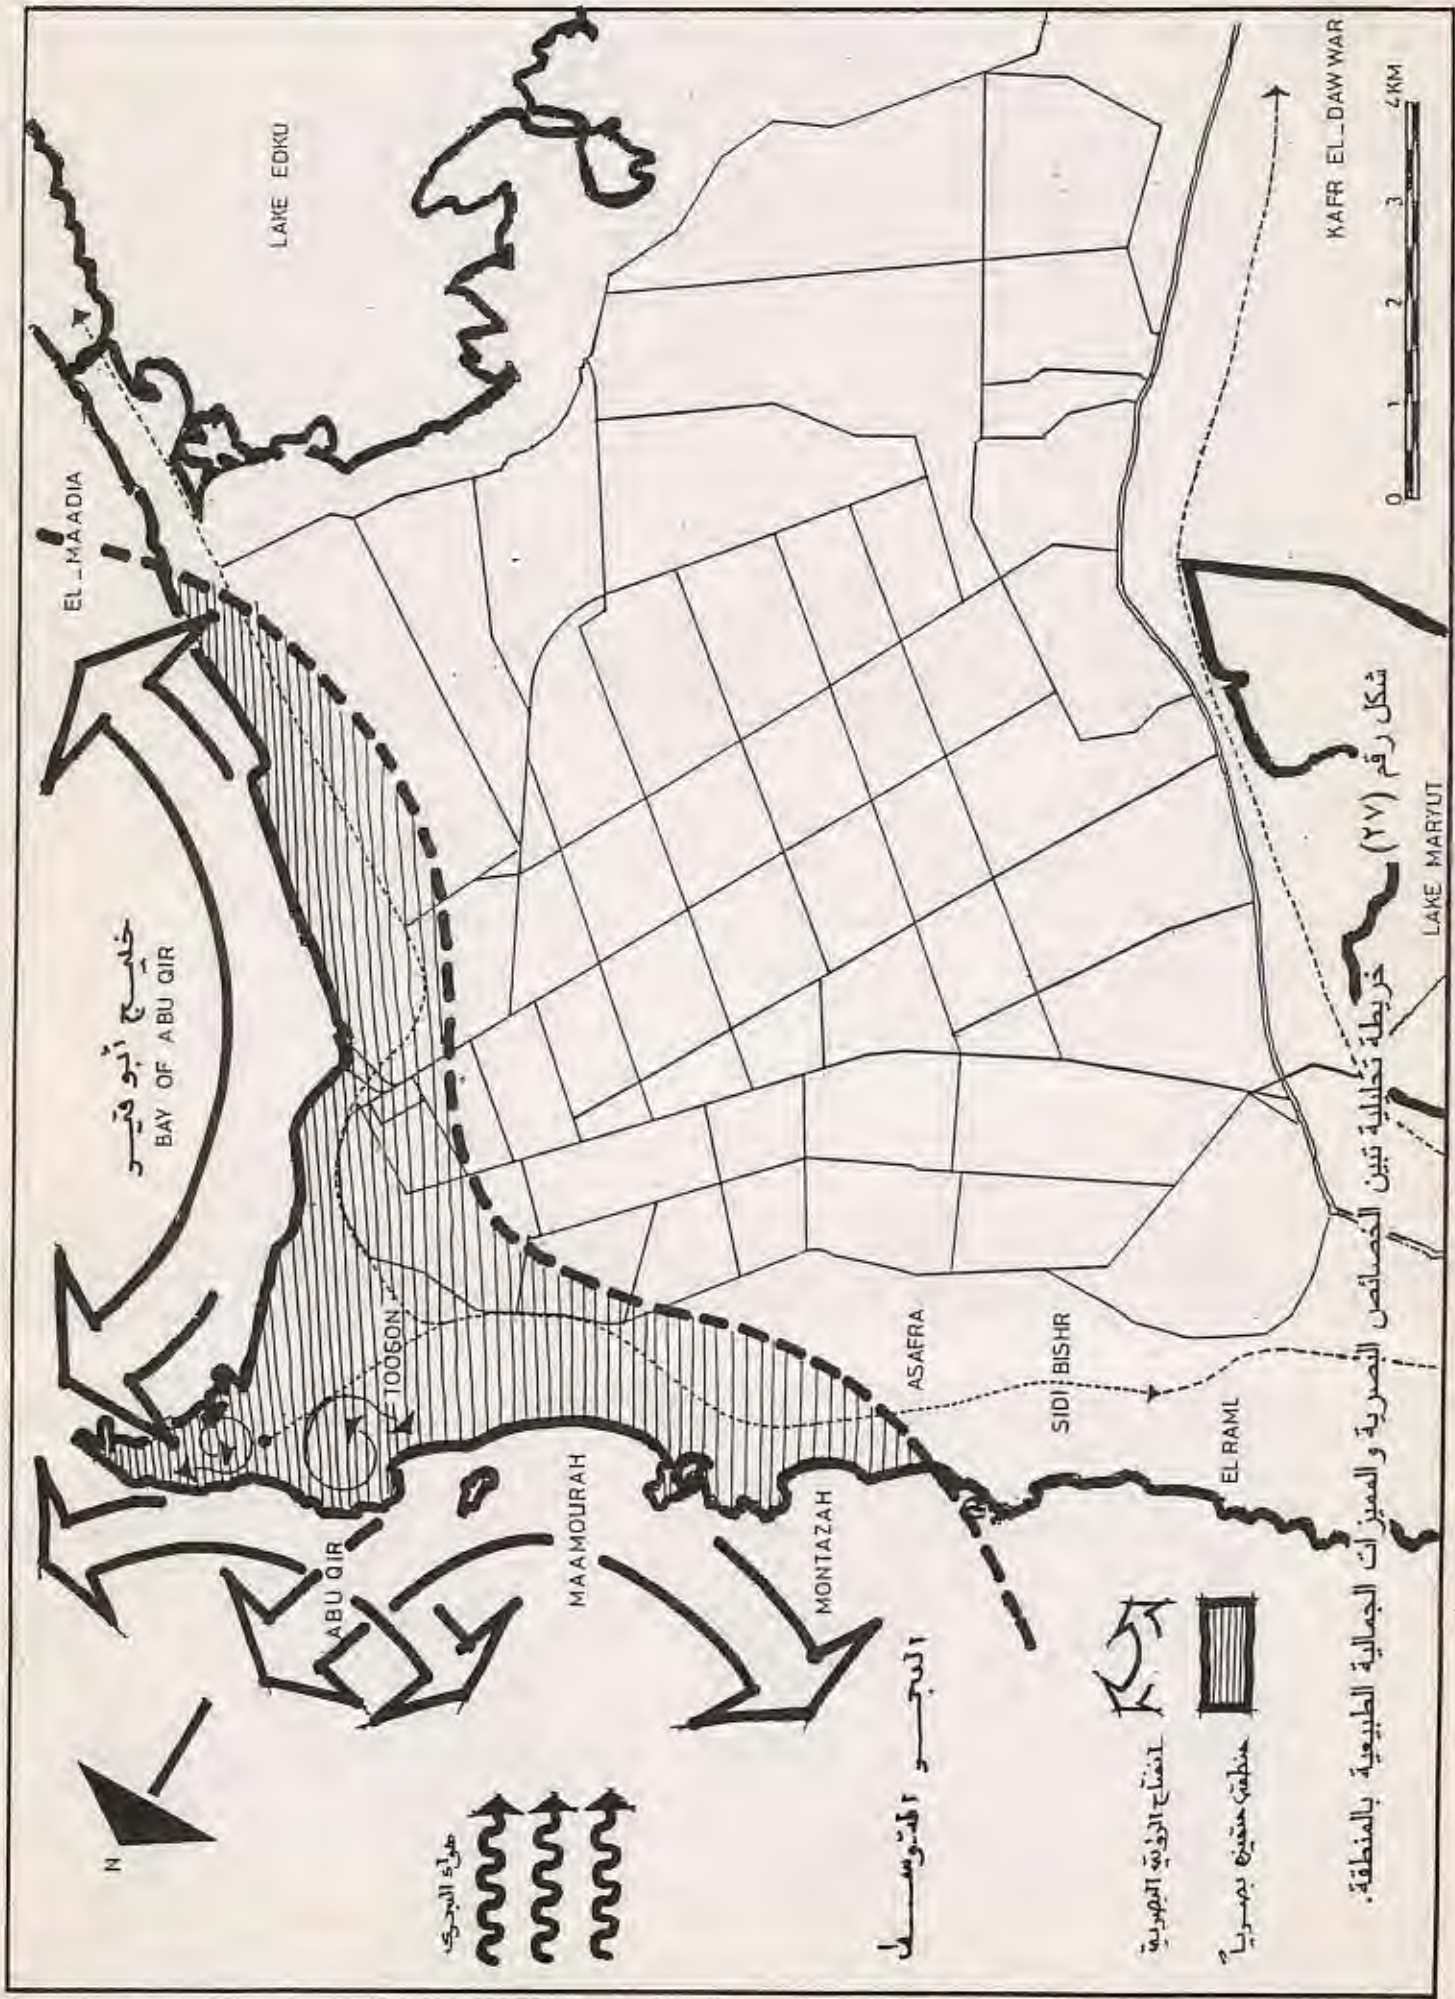 N
هواء البحرى
البحر المتوسط
ABU QIR
MAAMOURAH
MONTAZAH
TOOSON
ASAFRA
SIDI BISHR
EL RAML
خليج أبو قير
BAY OF ABU QIR
EL_MAADIA
LAKE EDKU
KAFR EL_DAWWAR
LAKE MARYUT
0 1 2 3 4KM
انفتاح الرؤية البصرية
منطقة متميزة بصرياً
شكل رقم (٢٧)
خريطة تحليلية تبين الخصائص البصرية والمميزات الجمالية الطبيعية بالمنطقة.